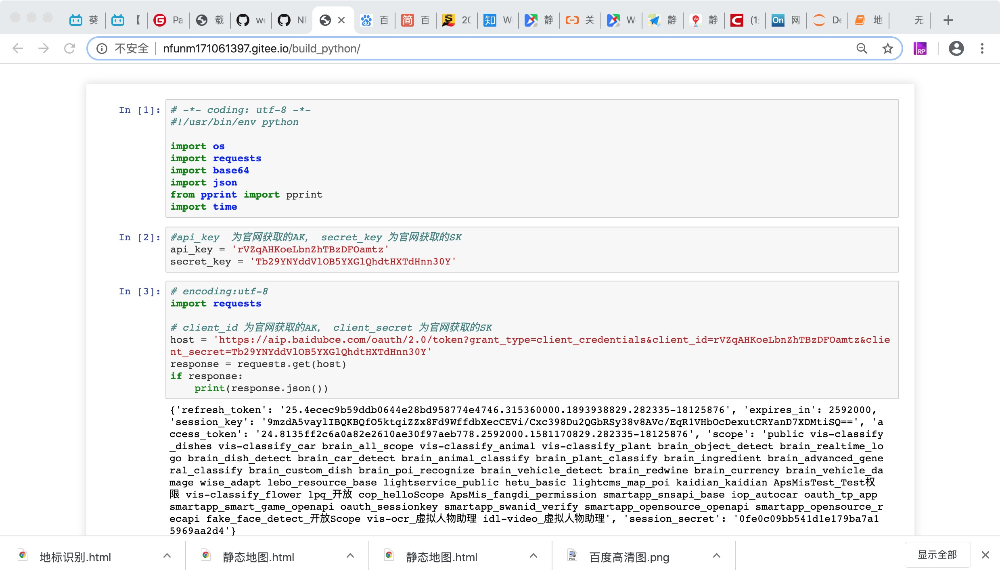 葵 【 Pa 载 we NF 百 百 20 知 W 静 关 W 静 静 (1 On 网 De 地 无
不安全 nfunm171061397.gitee.io/build_python/
In [1]: # -*- coding: utf-8 -*-
#!/usr/bin/env python
import os
import requests
import base64
import json
from pprint import pprint
import time
In [2]: #api_key 为官网获取的AK, secret_key 为官网获取的SK
api_key = 'rVZqAHKoeLbnZhTBzDFOamtz'
secret_key = 'Tb29YNYddVlOB5YXGlQhdtHXTdHnn30Y'
In [3]: # encoding:utf-8
import requests
# client_id 为官网获取的AK, client_secret 为官网获取的SK
host = 'https://aip.baidubce.com/oauth/2.0/token?grant_type=client_credentials&client_id=rVZqAHKoeLbnZhTBzDFOamtz&clie
nt_secret=Tb29YNYddVlOB5YXGlQhdtHXTdHnn30Y'
response = requests.get(host)
if response:
    print(response.json())
{'refresh_token': '25.4ecec9b59ddb0644e28bd958774e4746.315360000.1893938829.282335-18125876', 'expires_in': 2592000,
'session_key': '9mzdA5vaylIBQKBQfO5ktqiZZx8Fd9WffdbXecCEVi/Cxc398Du2QGbRSy38v8AVc/EqR1VHbOcDexutCRYanD7XDMtiSQ==', 'a
ccess_token': '24.8135ff2c6a0a82e2610ae30f97aeb778.2592000.1581170829.282335-18125876', 'scope': 'public vis-classify
_dishes vis-classify_car brain_all_scope vis-classify_animal vis-classify_plant brain_object_detect brain_realtime_lo
go brain_dish_detect brain_car_detect brain_animal_classify brain_plant_classify brain_ingredient brain_advanced_gene
ral_classify brain_custom_dish brain_poi_recognize brain_vehicle_detect brain_redwine brain_currency brain_vehicle_da
mage wise_adapt lebo_resource_base lightservice_public hetu_basic lightcms_map_poi kaidian_kaidian ApsMisTest_Test权
限 vis-classify_flower lpq_开放 cop_helloScope ApsMis_fangdi_permission smartapp_snsapi_base iop_autocar oauth_tp_app
smartapp_smart_game_openapi oauth_sessionkey smartapp_swanid_verify smartapp_opensource_openapi smartapp_opensource_r
ecapi fake_face_detect_开放Scope vis-ocr_虚拟人物助理 idl-video_虚拟人物助理', 'session_secret': '0fe0c09bb541d1e179ba7a1
5969aa2d4'}
地标识别.html 静态地图.html 静态地图.html 百度高清图.png 显示全部